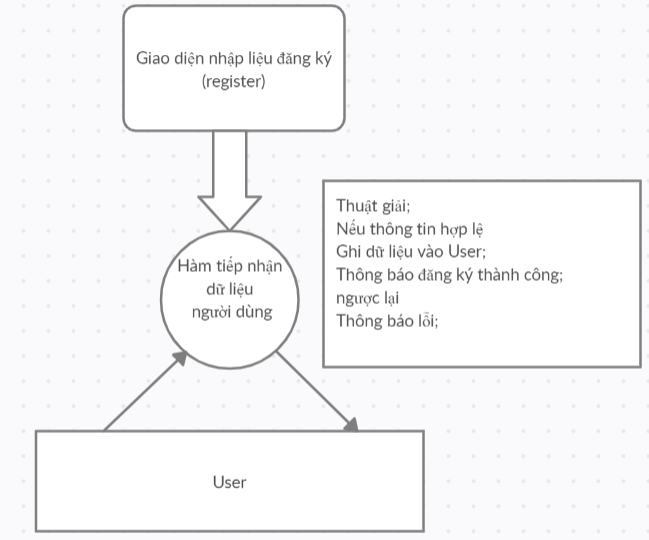 Giao diện nhập liệu đăng ký
(register)
Hàm tiếp nhận
dữ liệu
người dùng
Thuật giải;
Nếu thông tin hợp lệ
Ghi dữ liệu vào User;
Thông báo đăng ký thành công;
ngược lại
Thông báo lỗi;
User